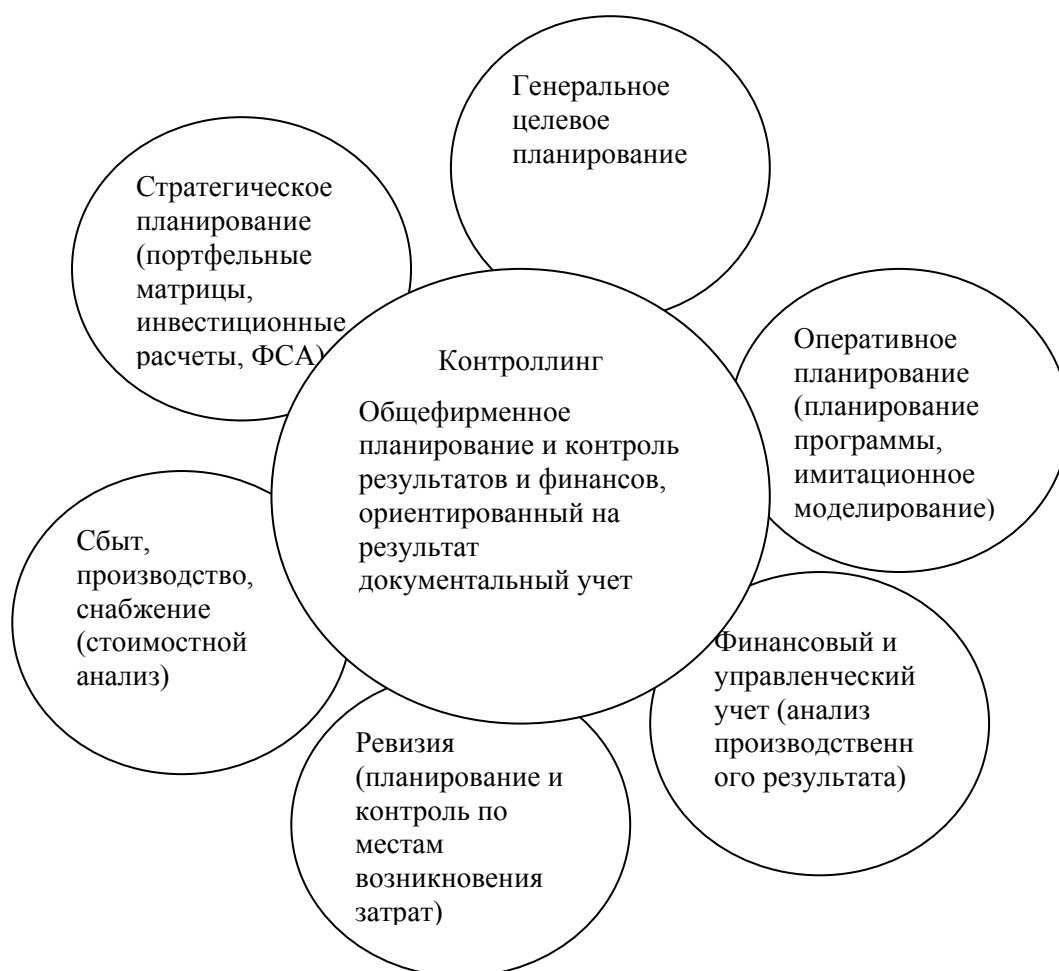 Генеральное
целевое
планирование
Стратегическое
планирование
(портфельные
матрицы,
инвестиционные
расчеты, ФСА)
Контроллинг
Общефирменное
планирование и контроль
результатов и финансов,
ориентированный на
результат
документальный учет
Оперативное
планирование
(планирование
программы,
имитационное
моделирование)
Сбыт,
производство,
снабжение
(стоимостной
анализ)
Финансовый и
управленческий
учет (анализ
производственн
ого результата)
Ревизия
(планирование и
контроль по
местам
возникновения
затрат)